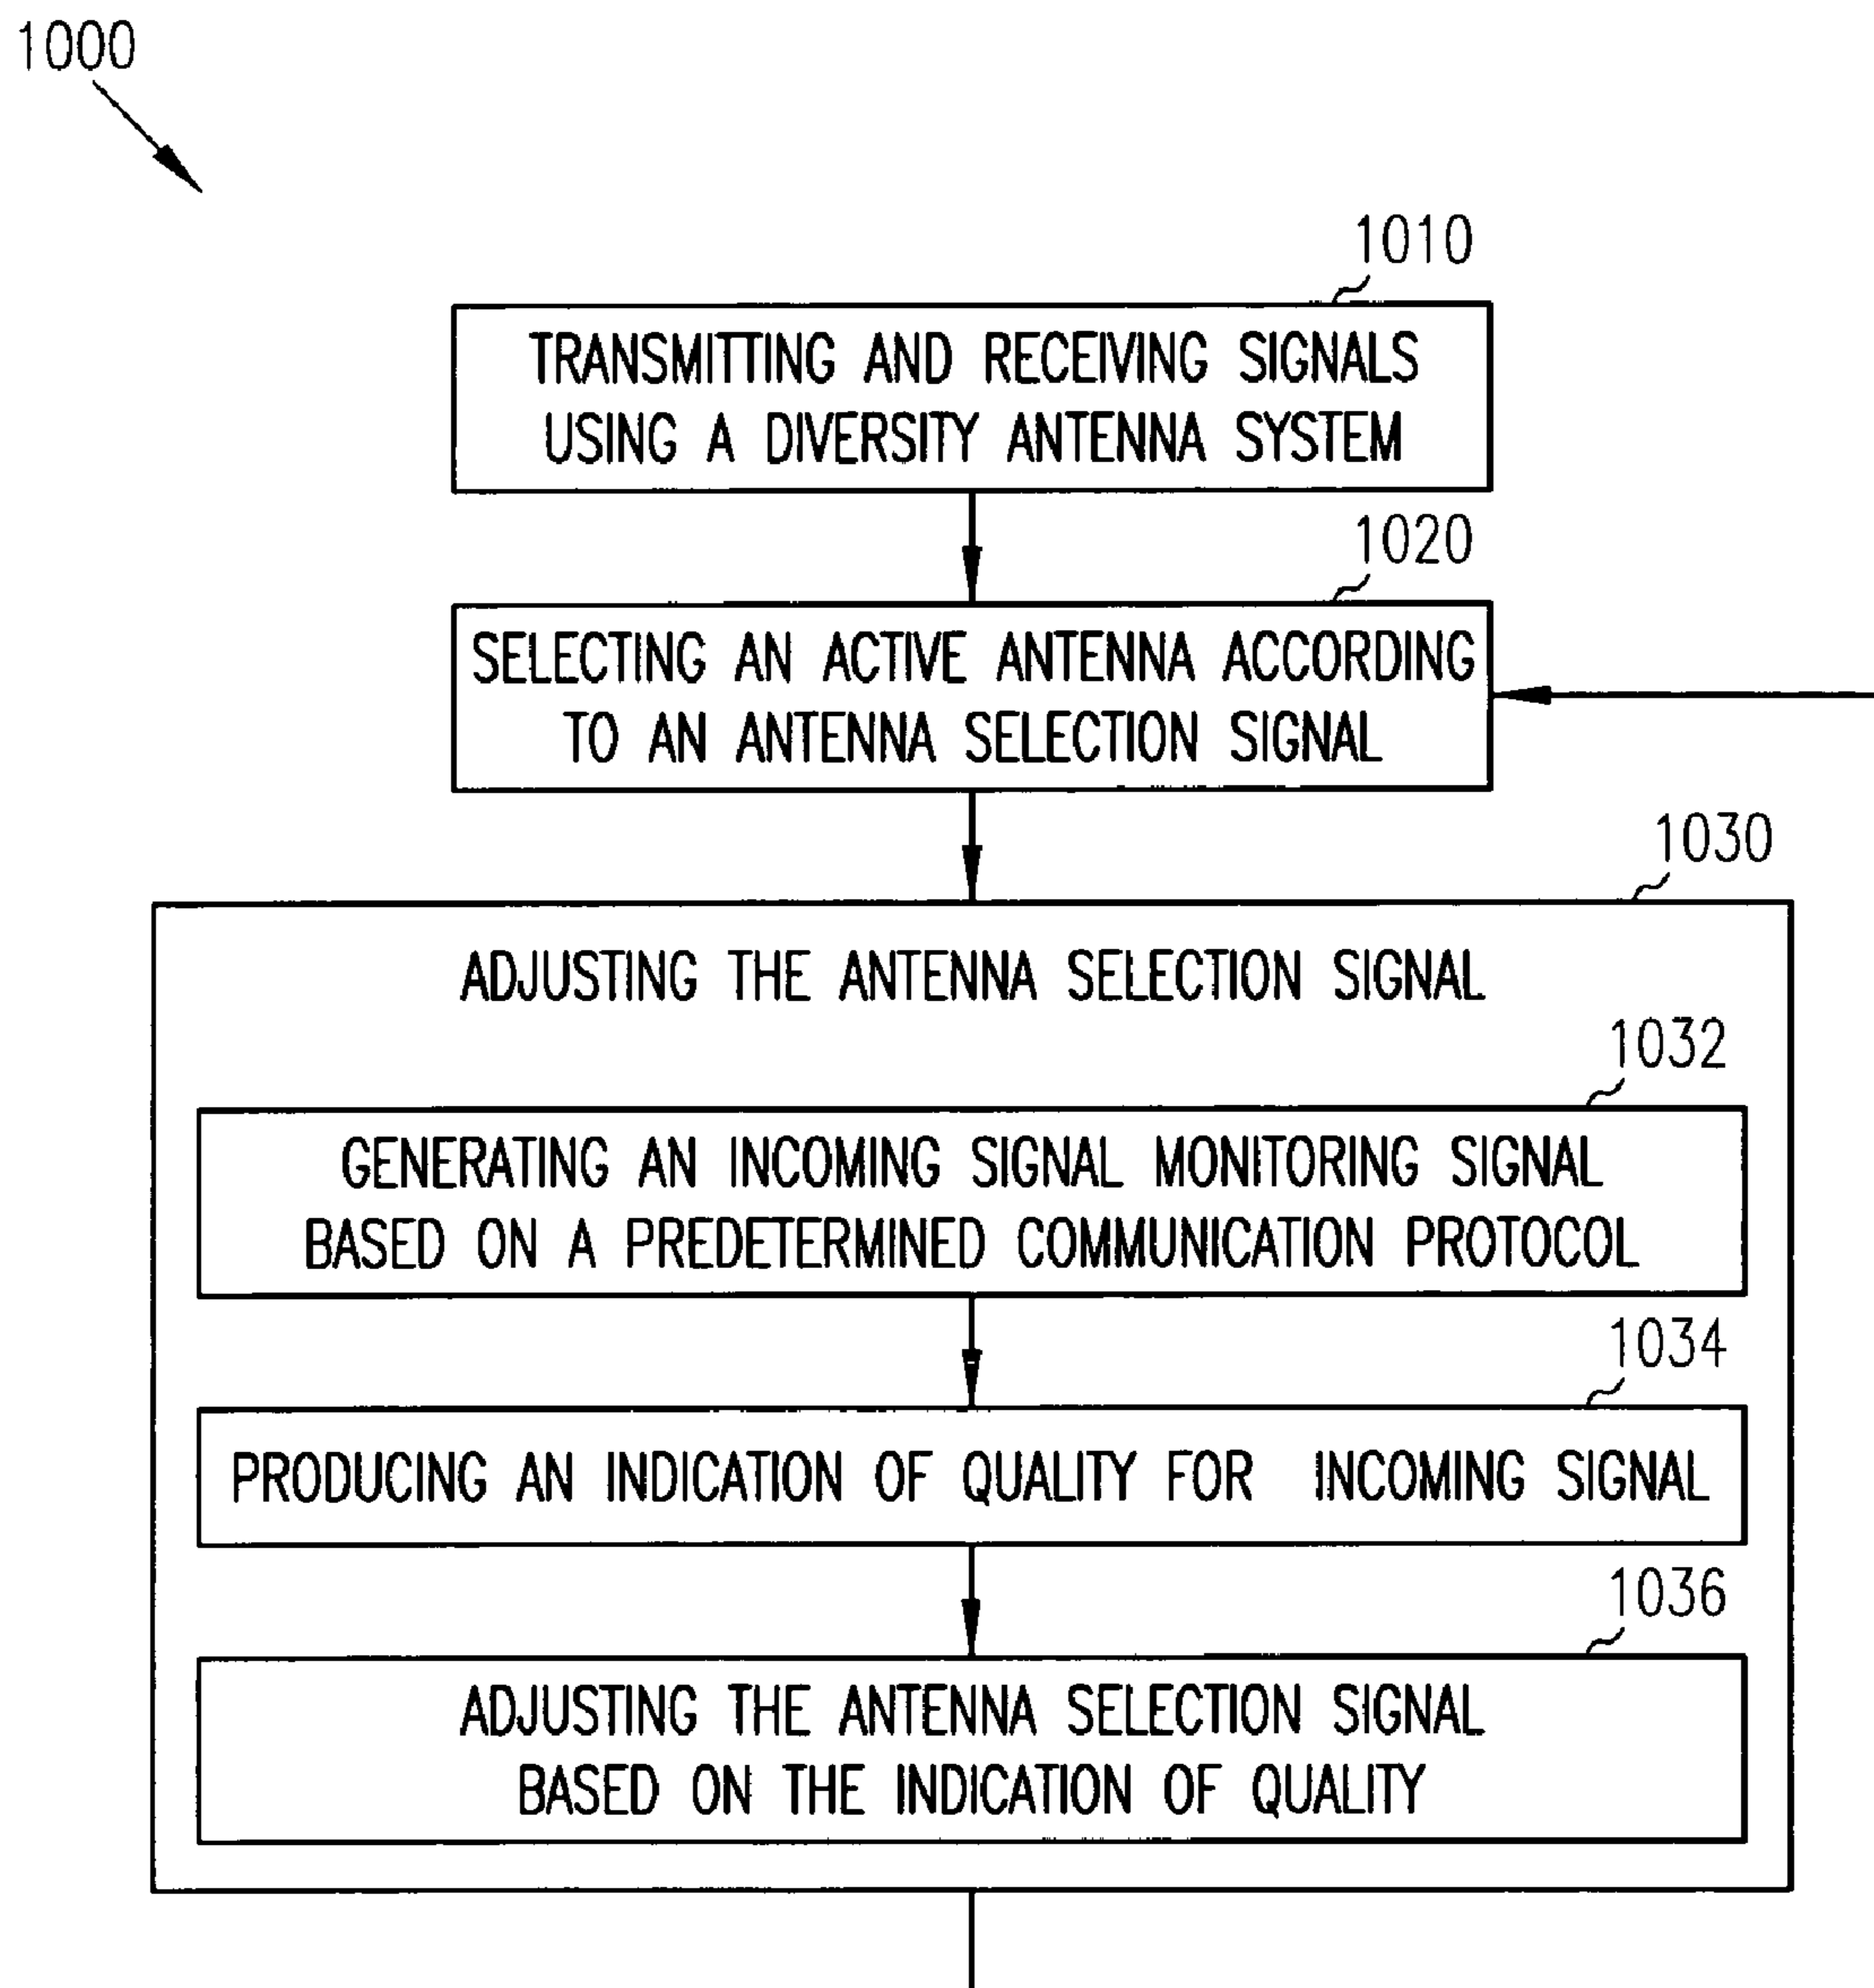 1000
1010
TRANSMITTING AND RECEIVING SIGNALS
USING A DIVERSITY ANTENNA SYSTEM
1020
SELECTING AN ACTIVE ANTENNA ACCORDING
TO AN ANTENNA SELECTION SIGNAL
1030
ADJUSTING THE ANTENNA SELECTION SIGNAL
1032
GENERATING AN INCOMING SIGNAL MONITORING SIGNAL
BASED ON A PREDETERMINED COMMUNICATION PROTOCOL
1034
PRODUCING AN INDICATION OF QUALITY FOR INCOMING SIGNAL
1036
ADJUSTING THE ANTENNA SELECTION SIGNAL
BASED ON THE INDICATION OF QUALITY